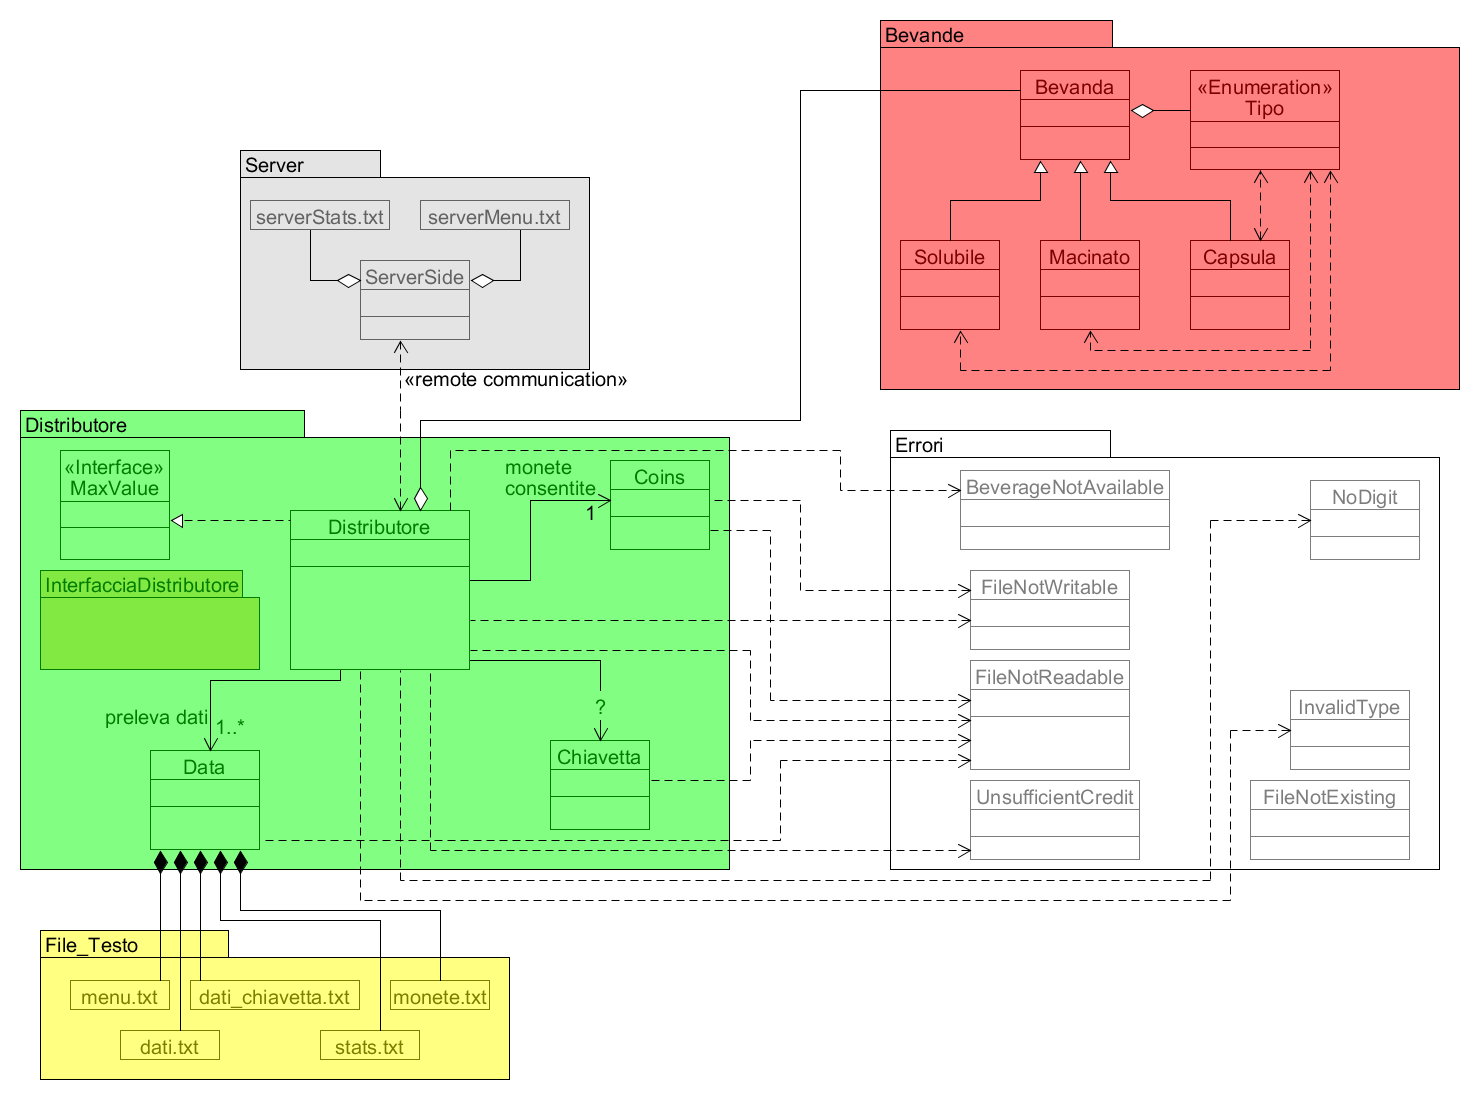 Bevande
Bevanda
«Enumeration»
Tipo
Solubile
Macinato
Capsula
Server
serverStats.txt
serverMenu.txt
ServerSide
«remote communication»
Distributore
«Interface»
MaxValue
Distributore
monete
consentite
1
Coins
InterfacciaDistributore
preleva dati
1..*
Data
?
Chiavetta
Errori
BeverageNotAvailable
NoDigit
FileNotWritable
FileNotReadable
InvalidType
UnsufficientCredit
FileNotExisting
File_Testo
menu.txt
dati_chiavetta.txt
monete.txt
dati.txt
stats.txt